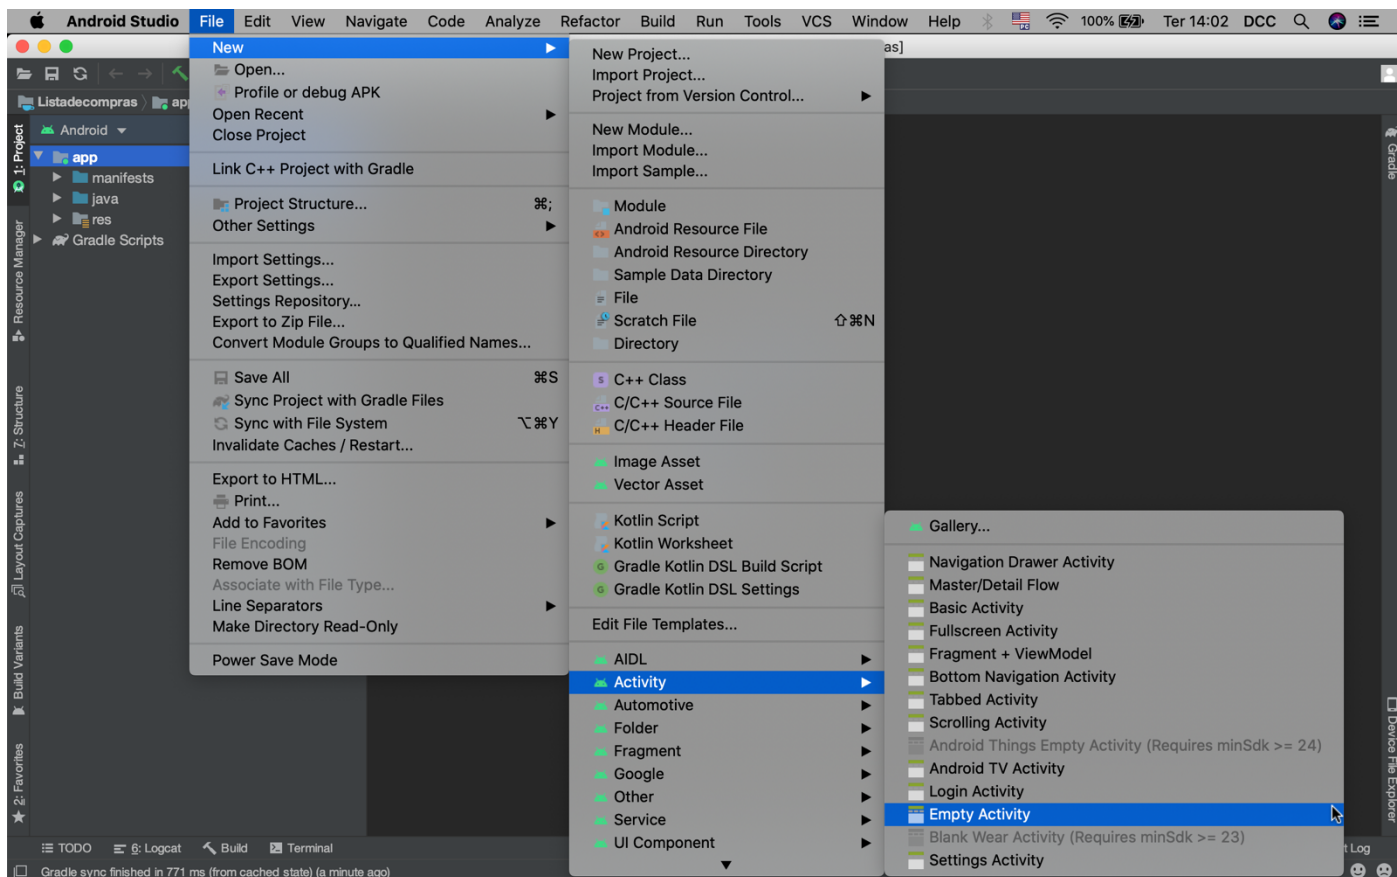 Android Studio File Edit View Navigate Code Analyze Refactor Build Run Tools VCS Window Help 100% Ter 14:02 DCC
as]
Listadecompras app
Android
app
manifests
java
res
Gradle Scripts
1: Project
Resource Manager
7: Structure
Layout Captures
Build Variants
2: Favorites
New
Open...
Profile or debug APK
Open Recent
Close Project
Link C++ Project with Gradle
Project Structure... ⌘;
Other Settings
Import Settings...
Export Settings...
Settings Repository...
Export to Zip File...
Convert Module Groups to Qualified Names...
Save All ⌘S
Sync Project with Gradle Files
Sync with File System ⌥⌘Y
Invalidate Caches / Restart...
Export to HTML...
Print...
Add to Favorites
File Encoding
Remove BOM
Associate with File Type...
Line Separators
Make Directory Read-Only
Power Save Mode
New Project...
Import Project...
Project from Version Control...
New Module...
Import Module...
Import Sample...
Module
Android Resource File
Android Resource Directory
Sample Data Directory
File
Scratch File ⇧⌘N
Directory
C++ Class
C/C++ Source File
C/C++ Header File
Image Asset
Vector Asset
Kotlin Script
Kotlin Worksheet
Gradle Kotlin DSL Build Script
Gradle Kotlin DSL Settings
Edit File Templates...
AIDL
Activity
Automotive
Folder
Fragment
Google
Other
Service
UI Component
Gallery...
Navigation Drawer Activity
Master/Detail Flow
Basic Activity
Fullscreen Activity
Fragment + ViewModel
Bottom Navigation Activity
Tabbed Activity
Scrolling Activity
Android Things Empty Activity (Requires minSdk >= 24)
Android TV Activity
Login Activity
Empty Activity
Blank Wear Activity (Requires minSdk >= 23)
Settings Activity
Gradle
Device File Explorer
TODO 6: Logcat Build Terminal t Log
Gradle sync finished in 771 ms (from cached state) (a minute ago)